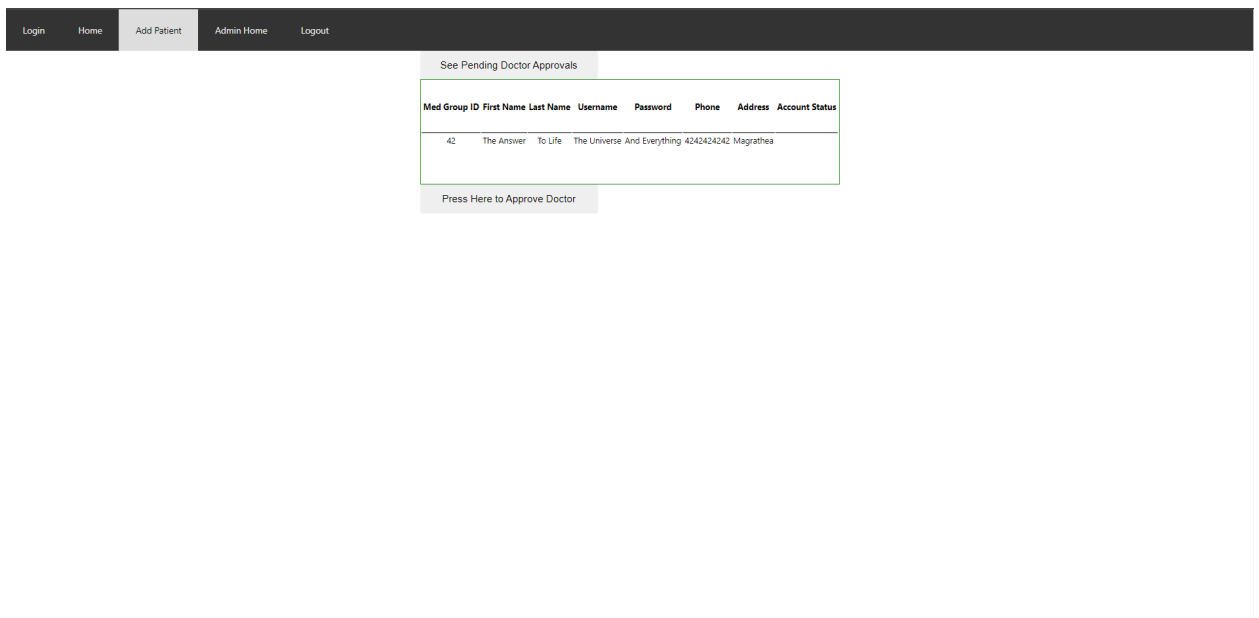 Login Home Add Patient Admin Home Logout
See Pending Doctor Approvals
Med Group ID First Name Last Name Username Password Phone Address Account Status
42 The Answer To Life The Universe And Everything 4242424242 Magrathea
Press Here to Approve Doctor